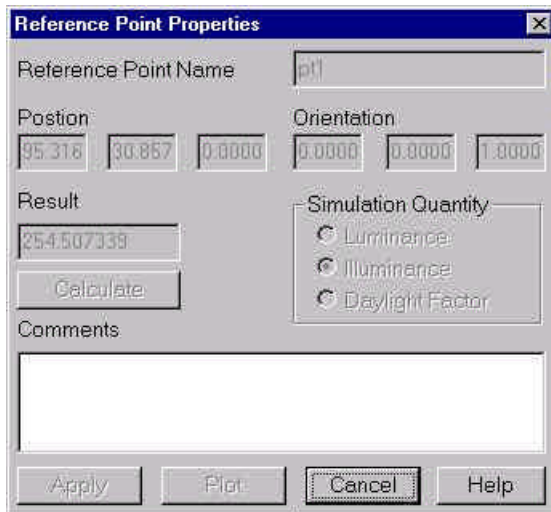 Reference Point Properties
Reference Point Name pt1
Postion Orientation
95.316 30.867 0.0000 0.0000 0.0000 1.0000
Result Simulation Quantity
254.507339 Luminance
Illuminance
Calculate Daylight Factor
Comments
Apply Plot Cancel Help